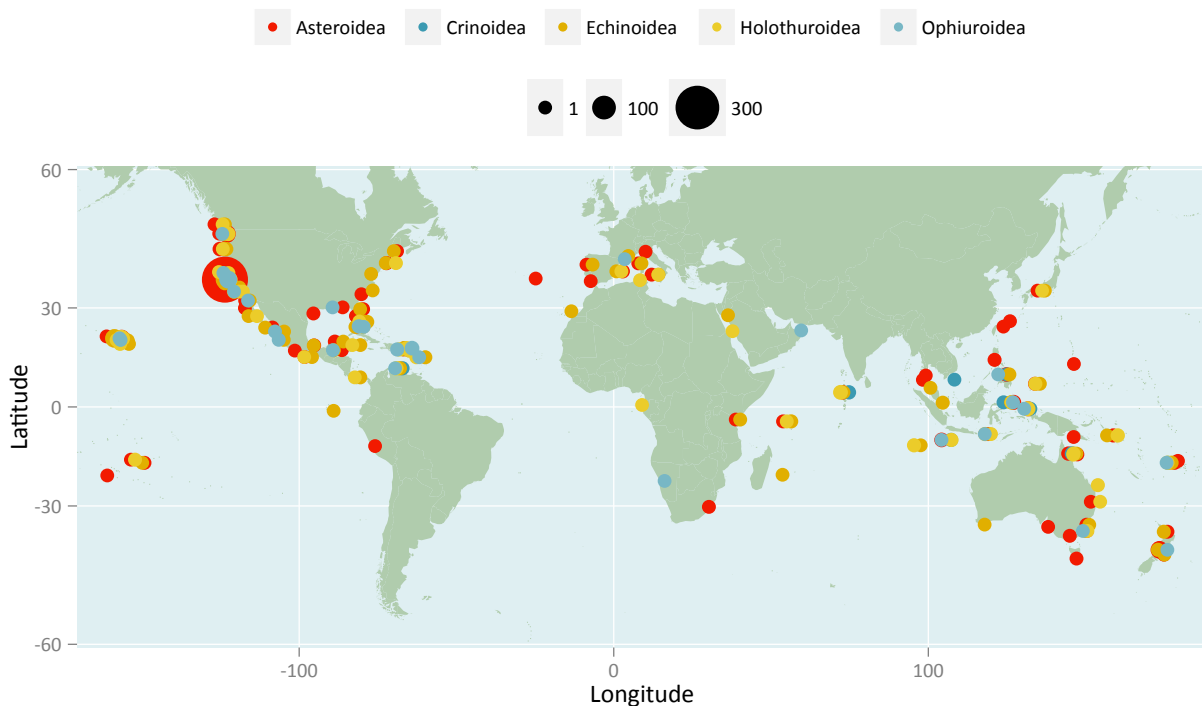 Asteroidea Crinoidea Echinoidea Holothuroidea Ophiuroidea
1 100 300
60
30
0
-30
-60
Latitude
-100 0 100
Longitude